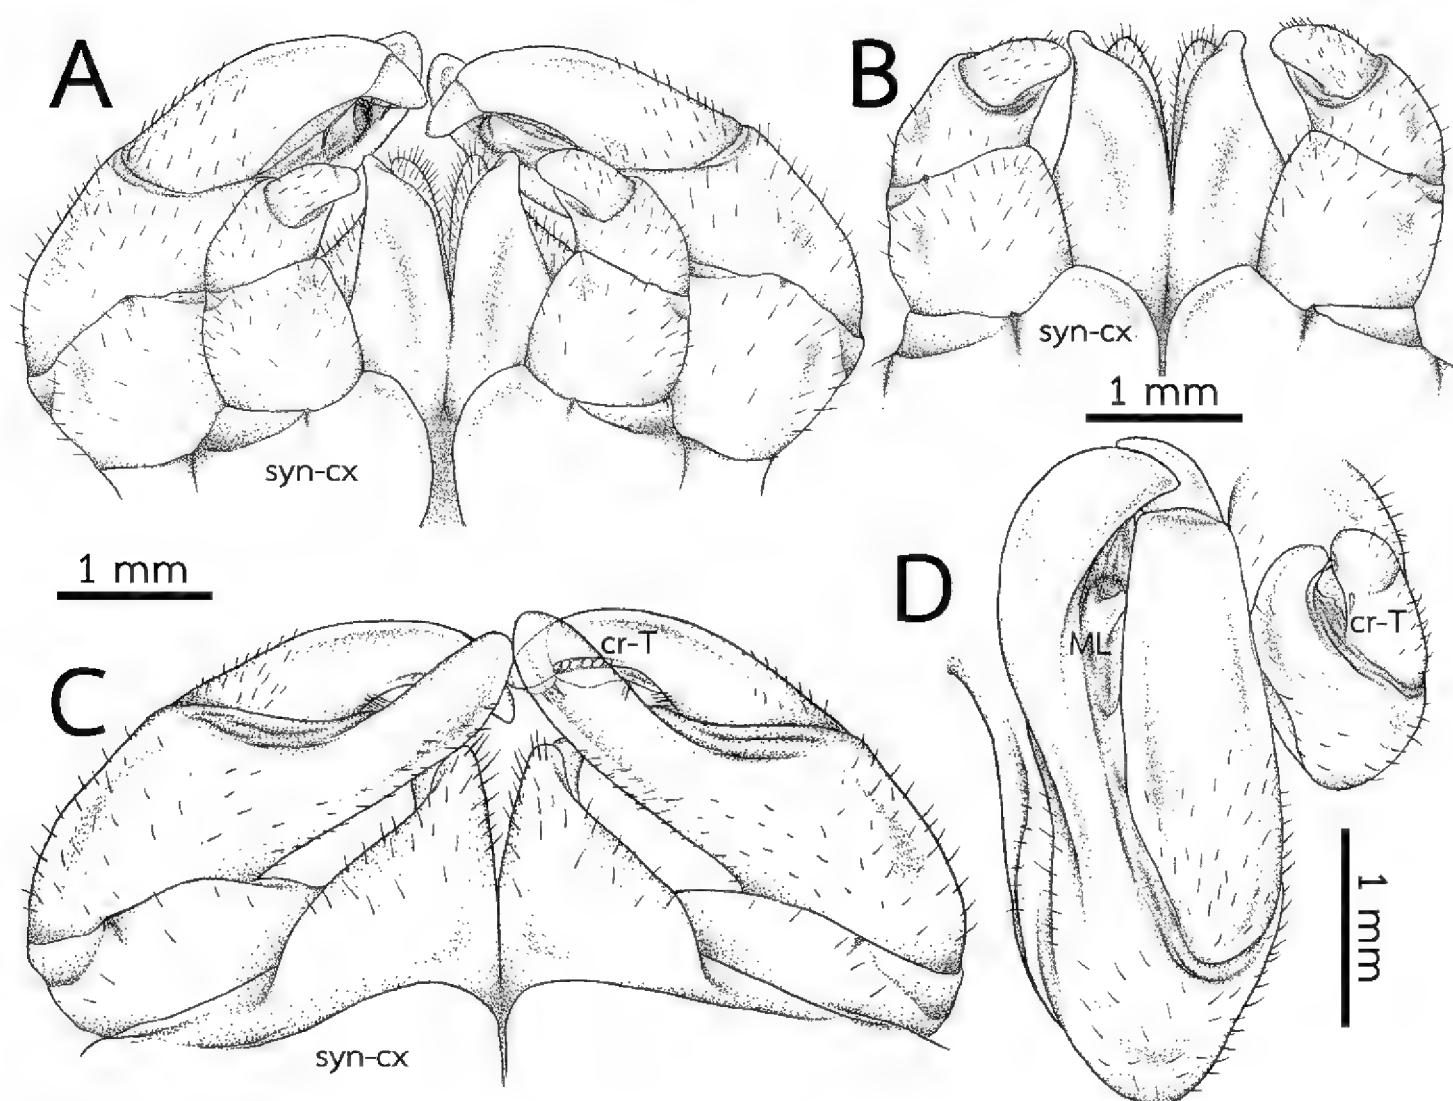 A
B
syn-cx
syn-cx
1 mm
1 mm
D
cr-T
cr-T
ML
C
1 mm
syn-cx